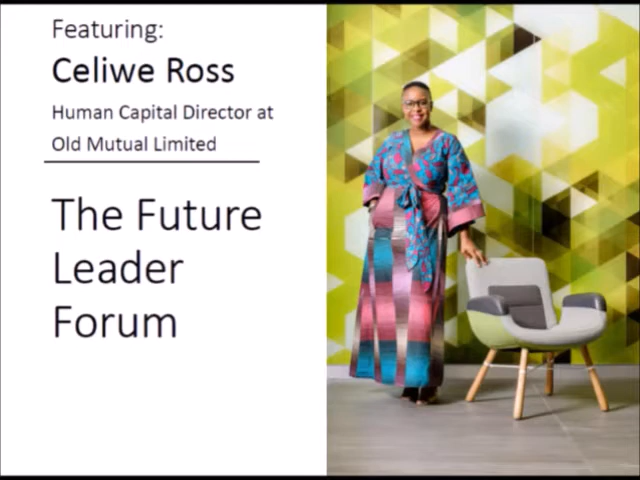 Featuring:
Celiwe Ross
Human Capital Director at
Old Mutual Limited
The Future
Leader
Forum